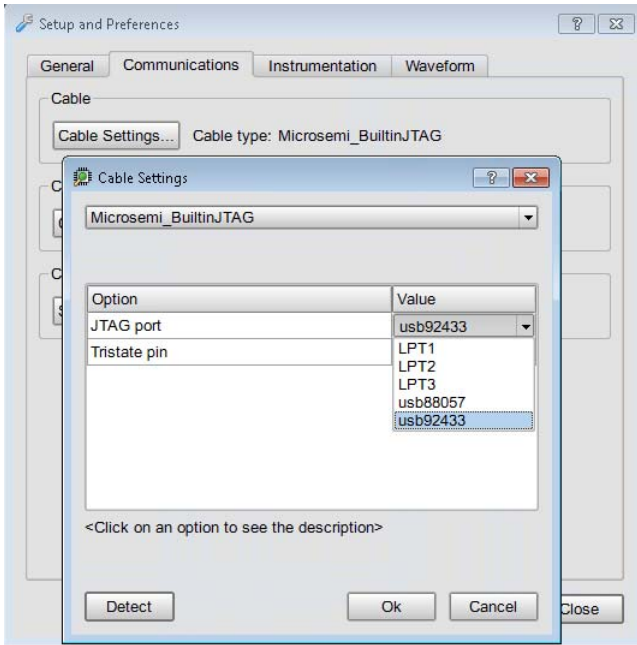 Setup and Preferences
General Communications Instrumentation Waveform
Cable
Cable Settings... Cable type: Microsemi_BuiltinJTAG
Cable Settings
Microsemi_BuiltinJTAG
Option Value
JTAG port usb92433
Tristate pin
LPT1
LPT2
LPT3
usb88057
usb92433
<Click on an option to see the description>
Detect Ok Cancel Close